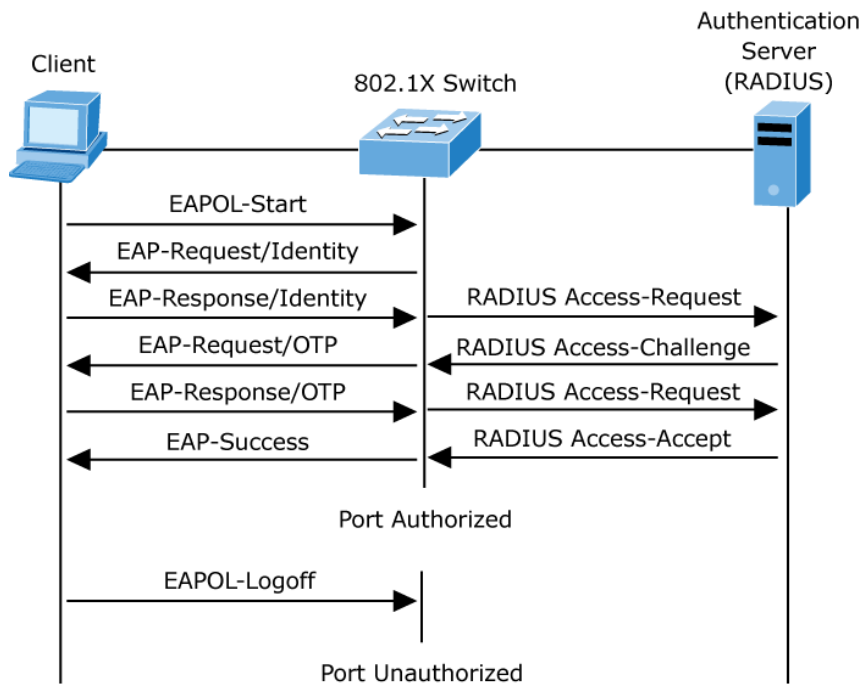 Authentication
Server
(RADIUS)
Client
802.1X Switch
EAPOL-Start
EAP-Request/Identity
EAP-Response/Identity
RADIUS Access-Request
EAP-Request/OTP
RADIUS Access-Challenge
EAP-Response/OTP
RADIUS Access-Request
EAP-Success
RADIUS Access-Accept
Port Authorized
EAPOL-Logoff
Port Unauthorized